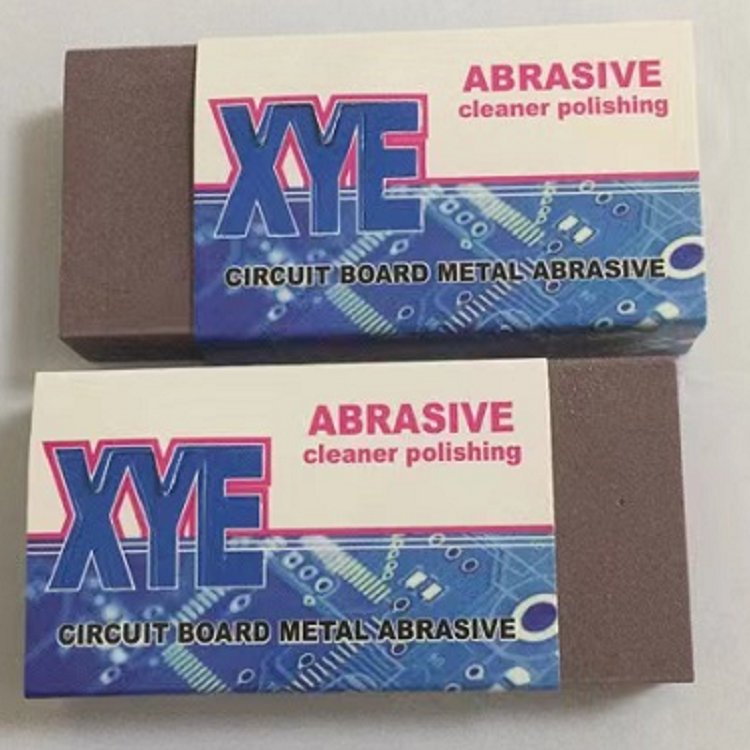 ABRASIVE
cleaner polishing
XYE
CIRCUIT BOARD METAL ABRASIVE
ABRASIVE
cleaner polishing
XYE
CIRCUIT BOARD METAL ABRASIVE